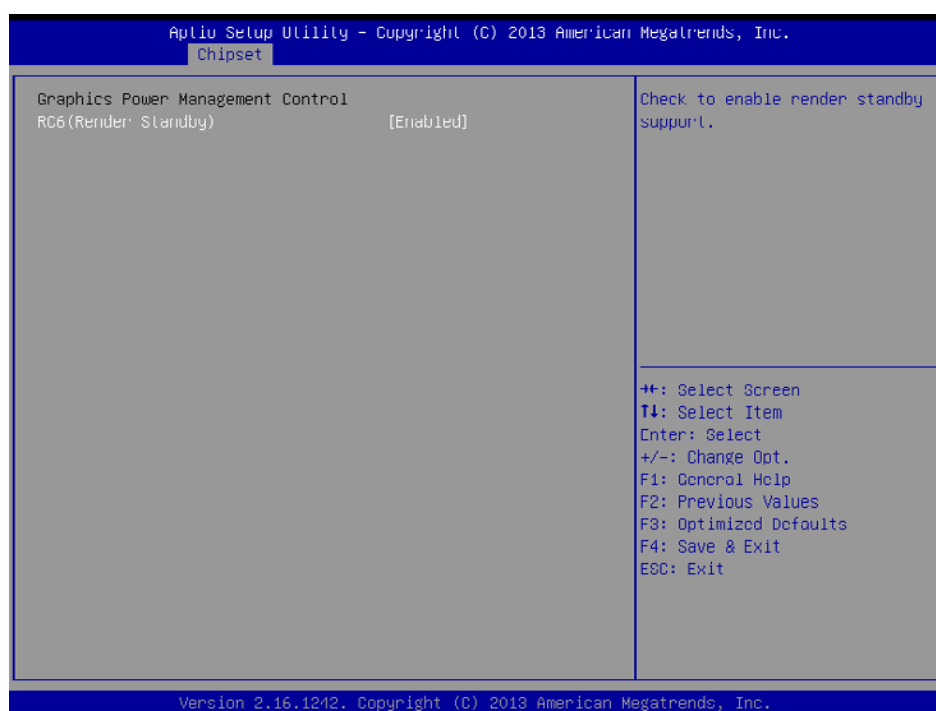 Aptio Setup Utility – Copyright (C) 2013 American Megatrends, Inc.
Chipset
Graphics Power Management Control
RC6(Render Standby) [Enabled]
Check to enable render standby
support.
→←: Select Screen
↑↓: Select Item
Enter: Select
+/-: Change Opt.
F1: General Help
F2: Previous Values
F3: Optimized Defaults
F4: Save & Exit
ESC: Exit
Version 2.16.1242. Copyright (C) 2013 American Megatrends, Inc.